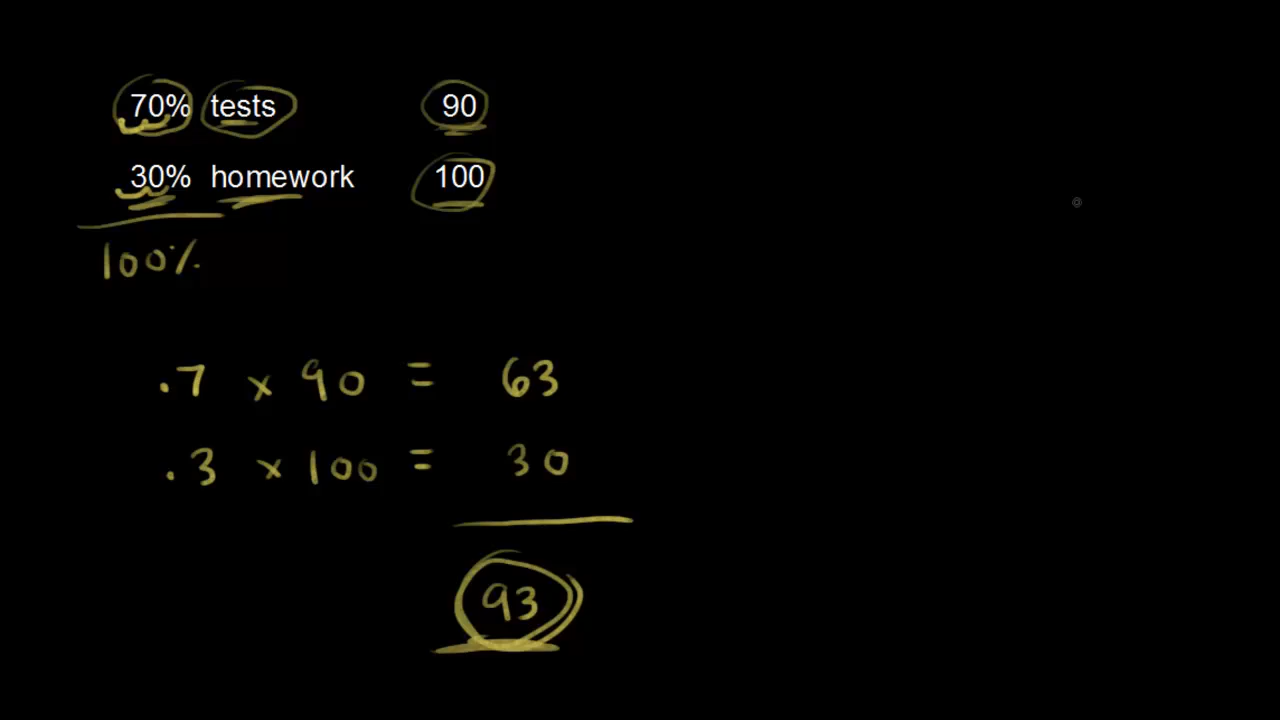 70% tests 90
30% homework 100
100%
.7 x 90 = 63
.3 x 100 = 30
93